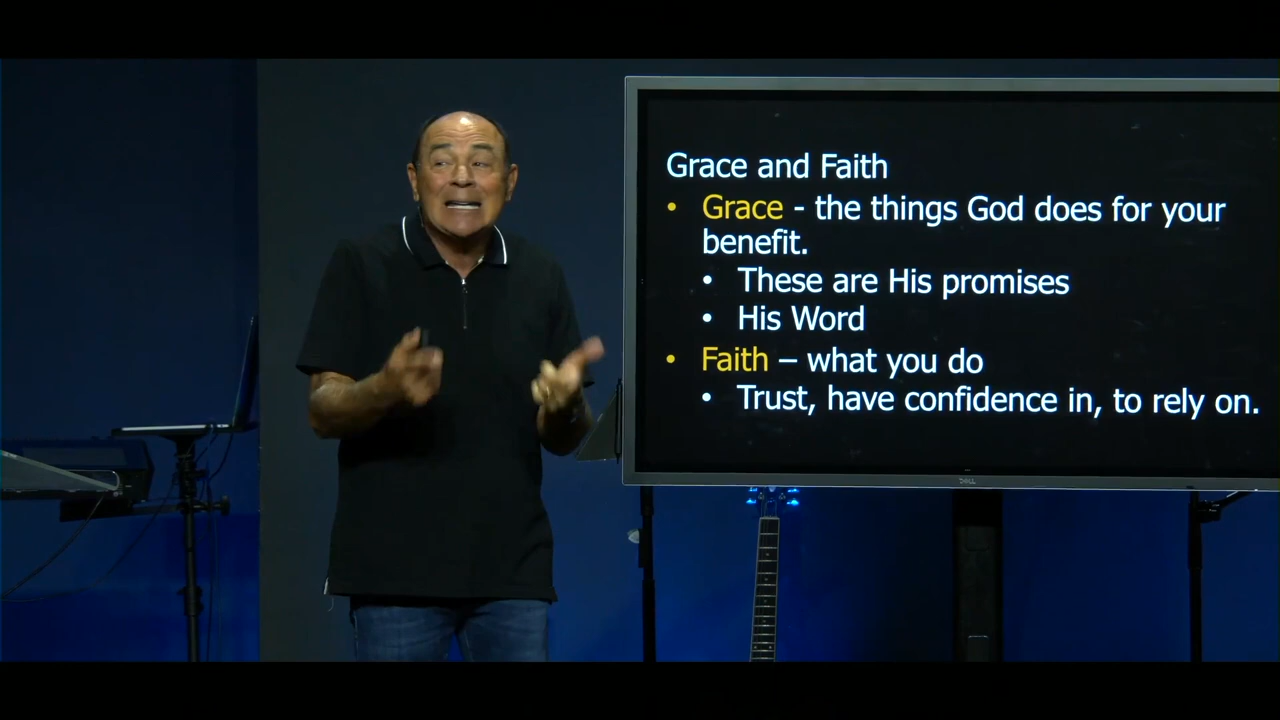 Grace and Faith
• Grace - the things God does for your
benefit.
• These are His promises
• His Word
• Faith – what you do
• Trust, have confidence in, to rely on.
DELL